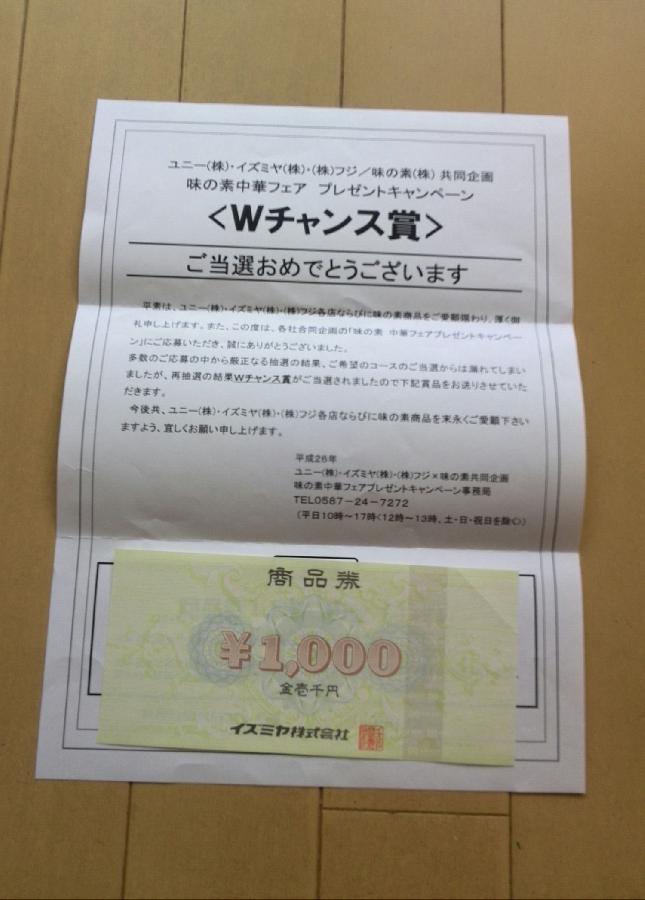 ユニー(株)・イズミヤ(株)・(株)フジ／味の素(株) 共同企画
味の素中華フェア プレゼントキャンペーン
＜Wチャンス賞＞
ご当選おめでとうございます
平素は、ユニー(株)・イズミヤ(株)・(株)フジ各店ならびに味の素商品をご愛顧賜わり、厚く御
礼申し上げます。また、この度は、各社合同企画の「味の素 中華フェアプレゼントキャンペー
ン」にご応募いただき、誠にありがとうございました。
多数のご応募の中から厳正なる抽選の結果、ご希望のコースのご当選からは漏れてしまい
ましたが、再抽選の結果Wチャンス賞がご当選されましたので下記賞品をお送りさせていた
だきます。
今後共、ユニー(株)・イズミヤ(株)・(株)フジ各店ならびに味の素商品を末永くご愛顧下さい
ますよう、宜しくお願い申し上げます。
平成26年
ユニー(株)・イズミヤ(株)・(株)フジ×味の素共同企画
味の素中華フェアプレゼントキャンペーン事務局
TEL0587-24-7272
(平日10時～17時<12時～13時、土・日・祝日を除く>)
商品券
¥1,000
金壱千円
イズミヤ株式会社